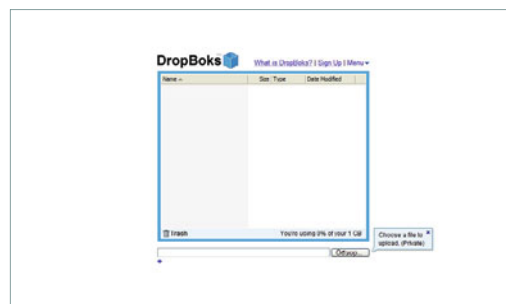 DropBoks
What is DropBoks? | Sign Up | Menu
Name
Size
Type
Date Modified
Trash
You're using 0% of your 1 GB
Choose a file to
upload. (Private)